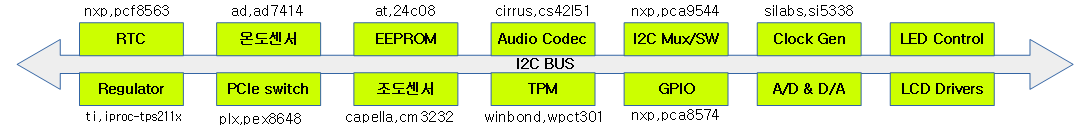 nxp,pcf8563 ad,ad7414 at,24c08 cirrus,cs42l51 nxp,pca9544 silabs,si5338
RTC 온도센서 EEPROM Audio Codec I2C Mux/SW Clock Gen LED Control
I2C BUS
Regulator PCIe switch 조도센서 TPM GPIO A/D & D/A LCD Drivers
ti,iproc-tps211x plx,pex8648 capella,cm3232 winbond,wpct301 nxp,pca8574